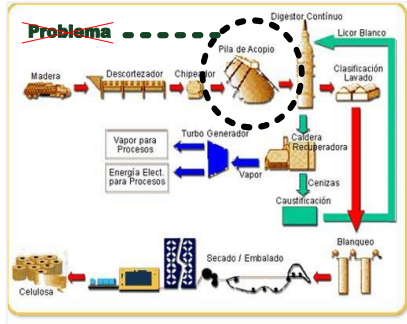 Problema
Digestor Contínuo
Licor Blanco
Pila de Acopio
Madera
Descortezador
Chipeador
Clasificación
Lavado
Vapor para
Procesos
Turbo Generador
Caldera
Recuperadora
Energía Elect.
para Procesos
Vapor
Cenizas
Caustificación
Blanqueo
Secado / Embalado
Celulosa